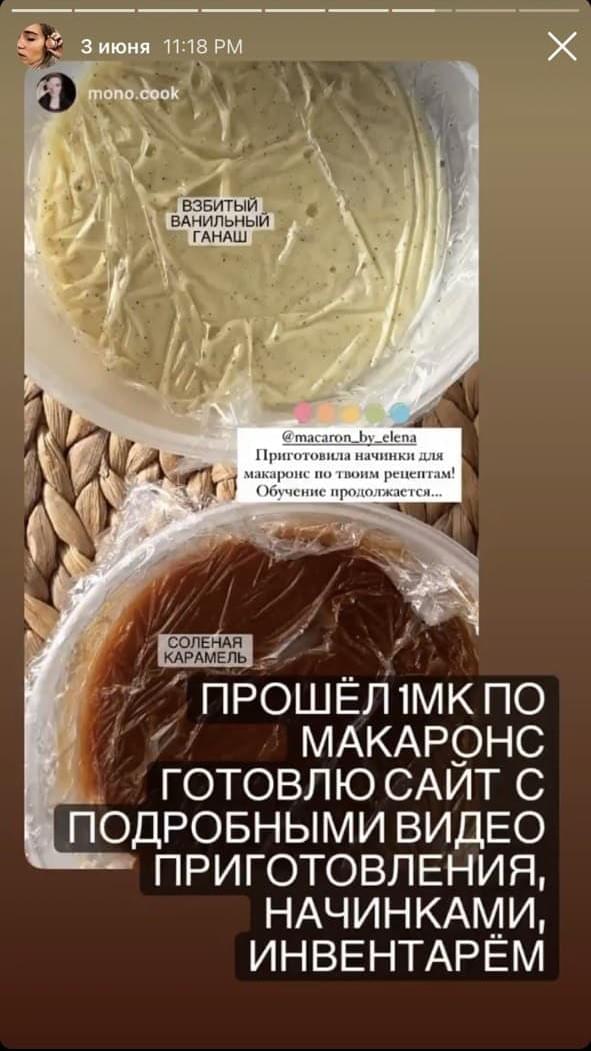 3 июня 11:18 PM
mono.cook
ВЗБИТЫЙ
ВАНИЛЬНЫЙ
ГАНАШ
@macaron_by_elena
Приготовила начинки для
макаронс по твоим рецептам!
Обучение продолжается...
СОЛЕНАЯ
КАРАМЕЛЬ
ПРОШЁЛ 1МК ПО
МАКАРОНС
ГОТОВЛЮ САЙТ С
ПОДРОБНЫМИ ВИДЕО
ПРИГОТОВЛЕНИЯ,
НАЧИНКАМИ,
ИНВЕНТАРЁМ